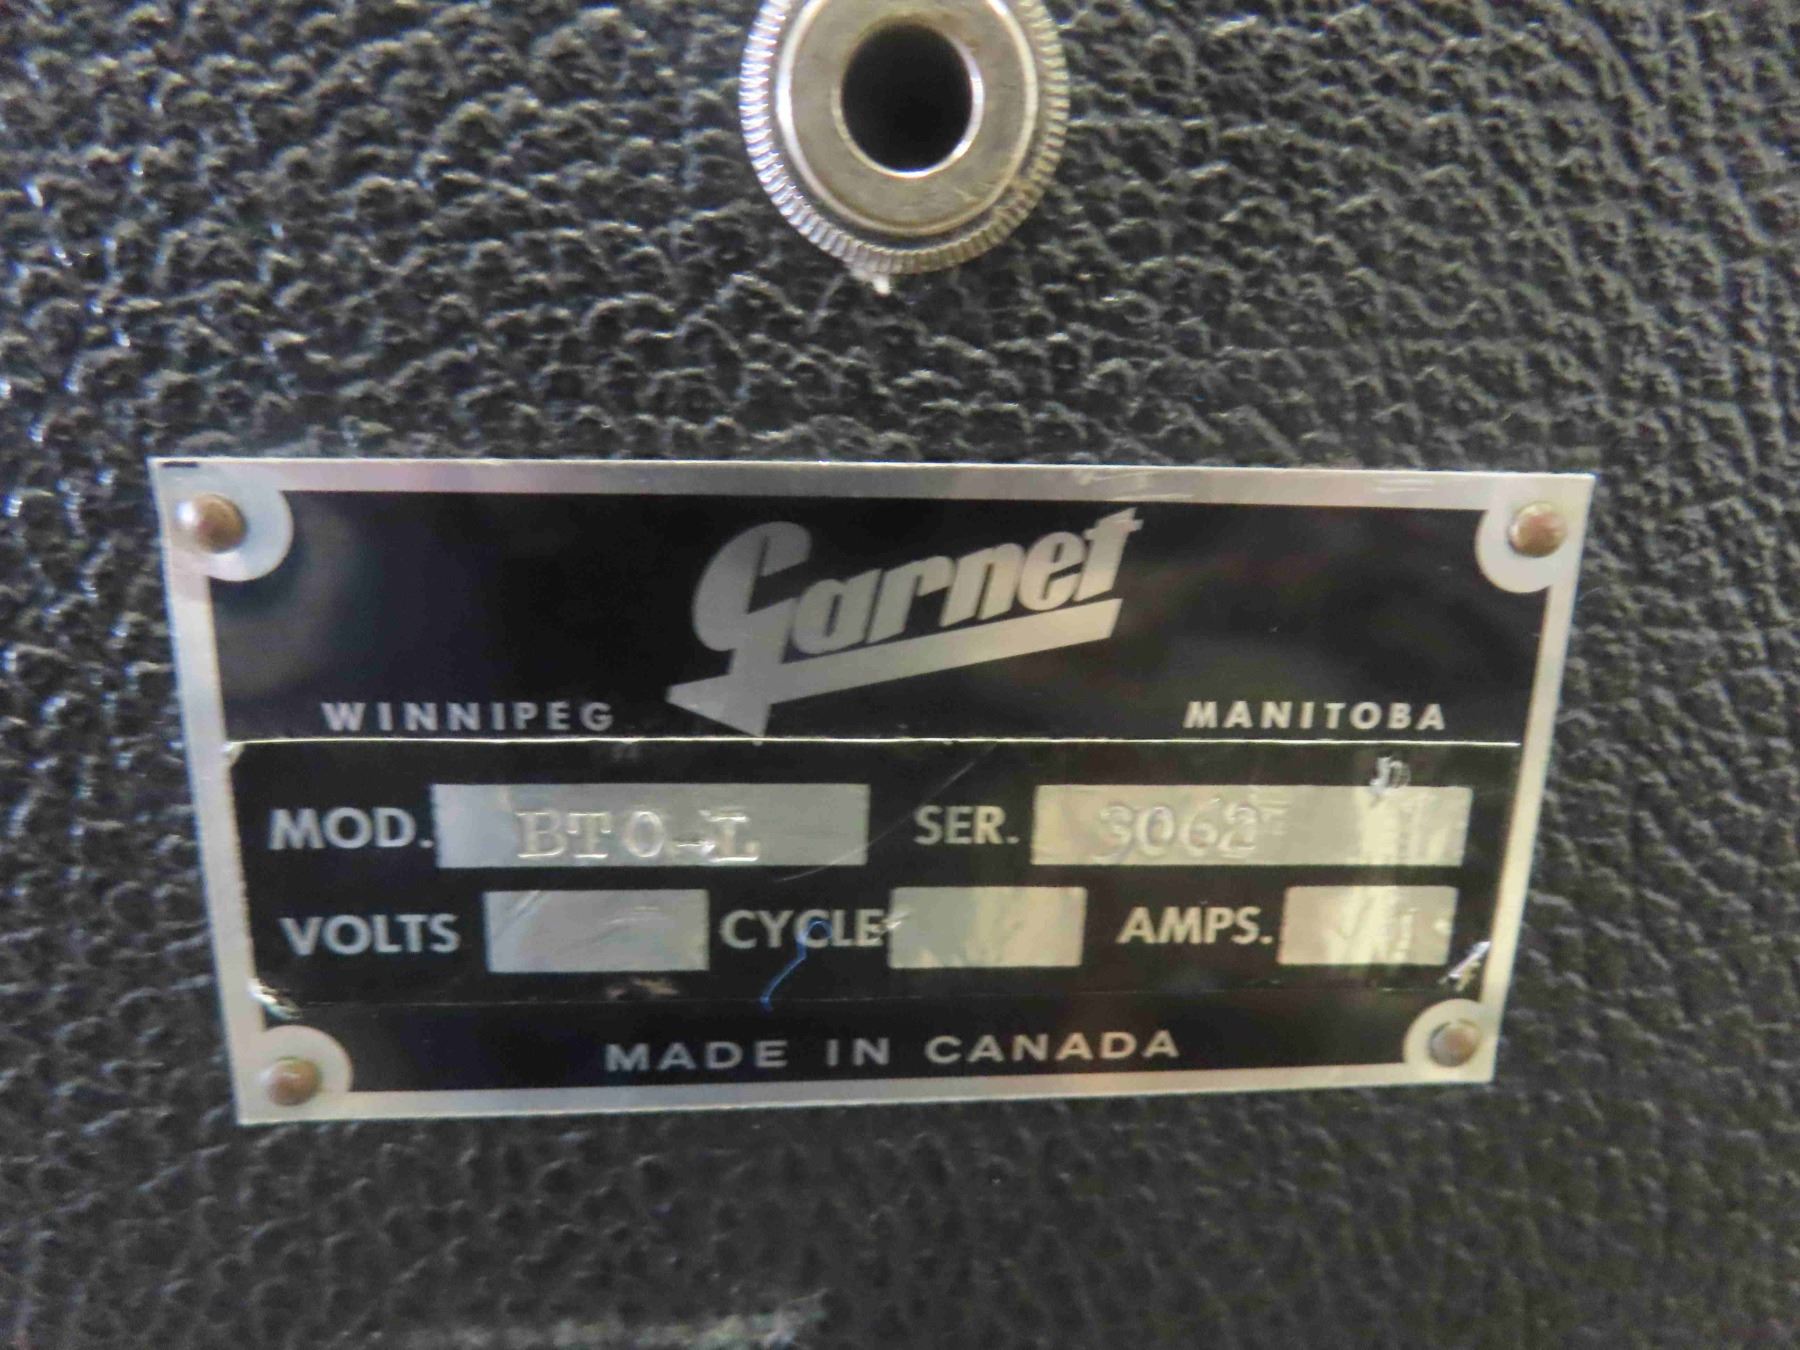 Garnet
WINNIPEG MANITOBA
MOD. BTO-L SER. 3062
VOLTS CYCLE AMPS.
MADE IN CANADA